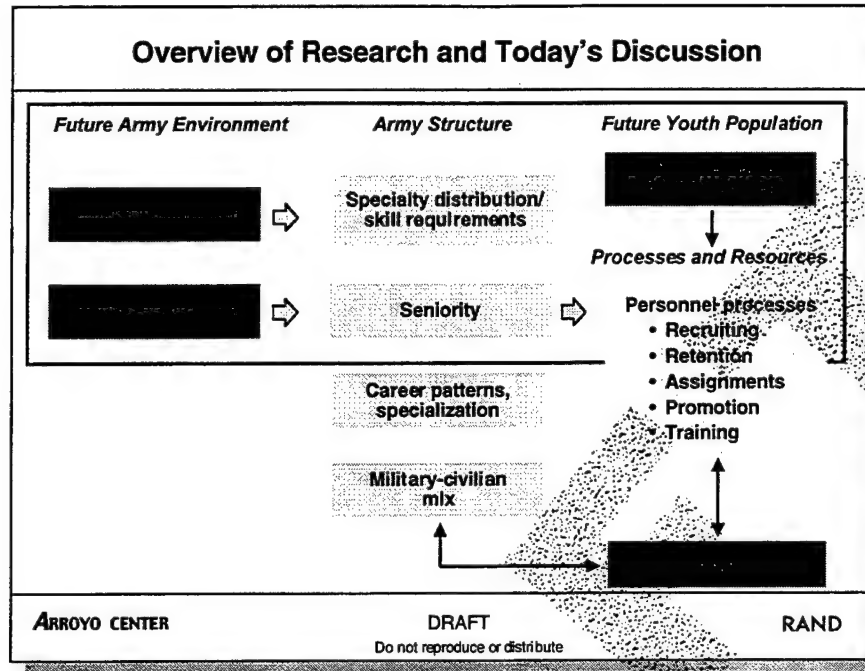 Overview of Research and Today's Discussion
Future Army Environment
Army Structure
Future Youth Population
Specialty distribution/
skill requirements
Processes and Resources
Seniority
Personnel processes
• Recruiting
• Retention
• Assignments
• Promotion
• Training
Career patterns,
specialization
Military-civilian
mix
ARROYO CENTER
DRAFT
Do not reproduce or distribute
RAND